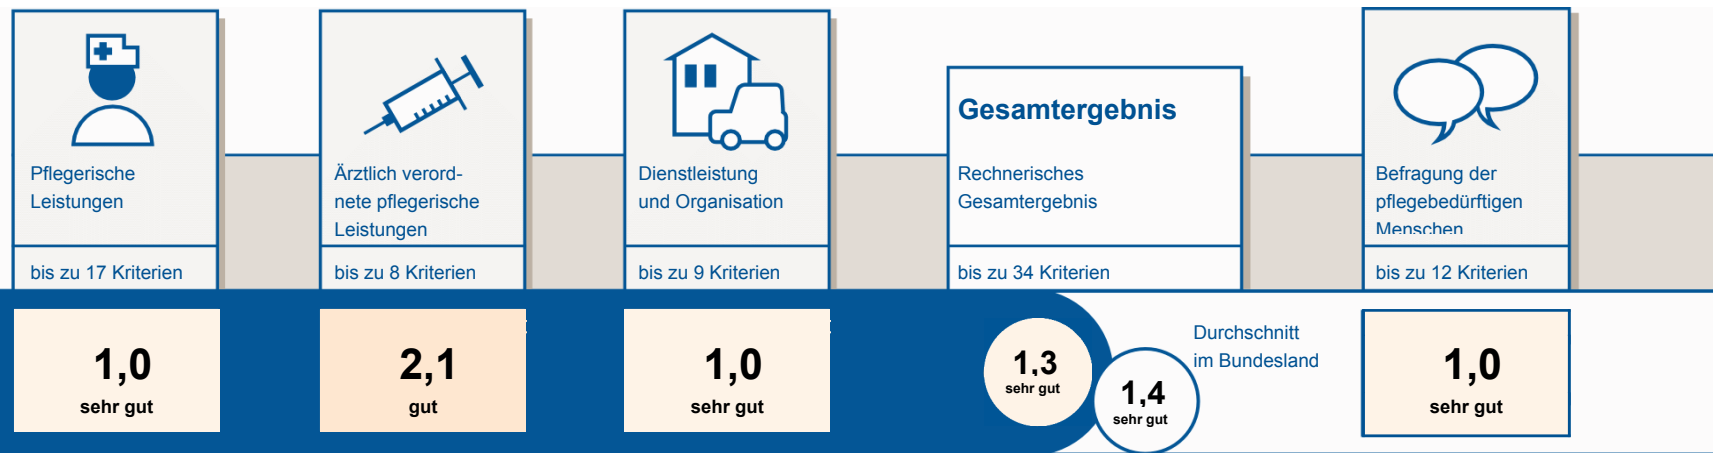 Pflegerische
Leistungen
bis zu 17 Kriterien
1,0
sehr gut
Ärztlich verord-
nete pflegerische
Leistungen
bis zu 8 Kriterien
2,1
gut
Dienstleistung
und Organisation
bis zu 9 Kriterien
1,0
sehr gut
Gesamtergebnis
Rechnerisches
Gesamtergebnis
bis zu 34 Kriterien
1,3
sehr gut
1,4
sehr gut
Durchschnitt
im Bundesland
Befragung der
pflegebedürftigen
Menschen
bis zu 12 Kriterien
1,0
sehr gut